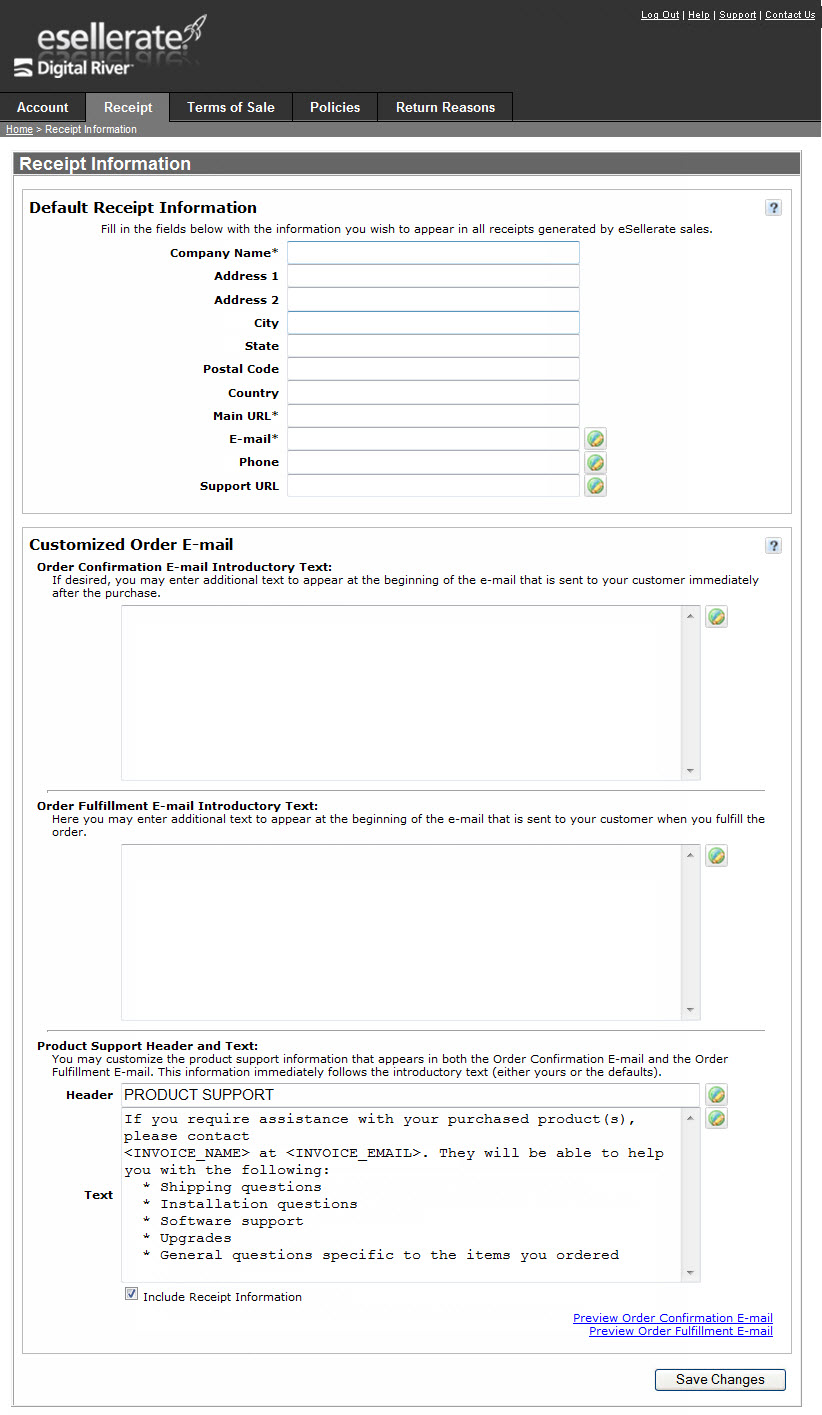 Log Out | Help | Support | Contact Us
esellerate.
Digital River
Account Receipt Terms of Sale Policies Return Reasons
Home > Receipt Information
Receipt Information
Default Receipt Information ?
Fill in the fields below with the information you wish to appear in all receipts generated by eSellerate sales.
Company Name*
Address 1
Address 2
City
State
Postal Code
Country
Main URL*
E-mail*
Phone
Support URL
Customized Order E-mail ?
Order Confirmation E-mail Introductory Text:
If desired, you may enter additional text to appear at the beginning of the e-mail that is sent to your customer immediately
after the purchase.
Order Fulfillment E-mail Introductory Text:
Here you may enter additional text to appear at the beginning of the e-mail that is sent to your customer when you fulfill the
order.
Product Support Header and Text:
You may customize the product support information that appears in both the Order Confirmation E-mail and the Order
Fulfillment E-mail. This information immediately follows the introductory text (either yours or the defaults).
Header PRODUCT SUPPORT
If you require assistance with your purchased product(s),
please contact
<INVOICE_NAME> at <INVOICE_EMAIL>. They will be able to help
you with the following:
* Shipping questions
Text
* Installation questions
* Software support
* Upgrades
* General questions specific to the items you ordered
Include Receipt Information
Preview Order Confirmation E-mail
Preview Order Fulfillment E-mail
Save Changes